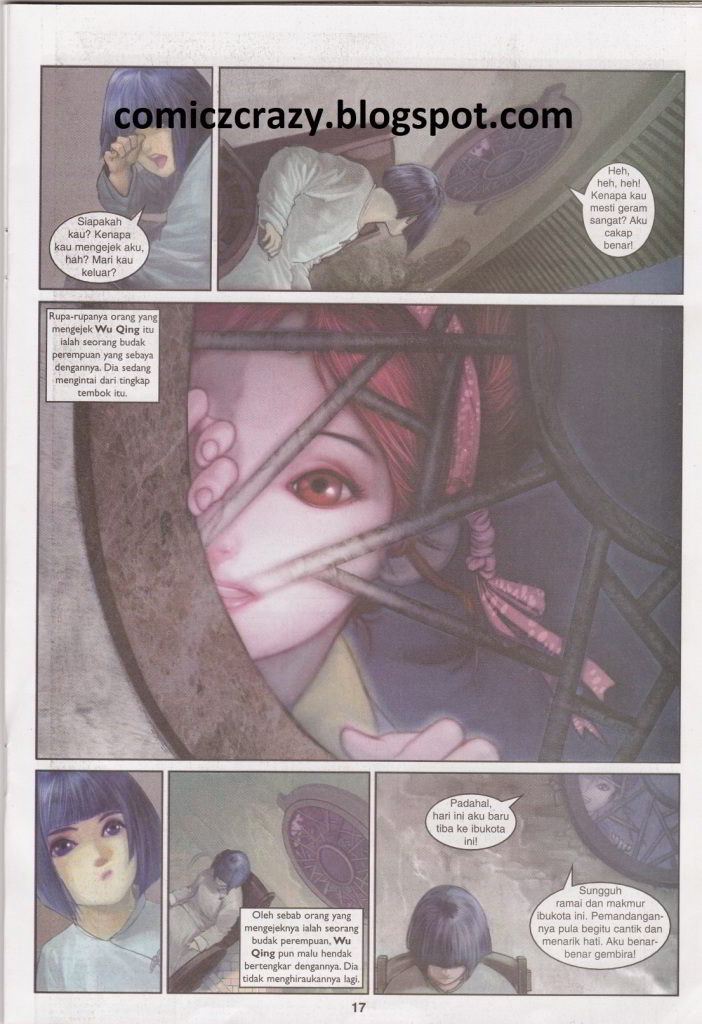 comiczcrazy.blogspot.com
Siapakah
kau? Kenapa
kau mengejek aku,
hah? Mari kau
keluar?
Heh,
heh, heh!
Kenapa kau
mesti geram
sangat? Aku
cakap
benar!
Rupa-rupanya orang yang
mengejek Wu Qing itu
ialah seorang budak
perempuan yang sebaya
dengannya. Dia sedang
mengintai dari tingkap
tembok itu.
Oleh sebab orang yang
mengejeknya ialah seorang
budak perempuan, Wu
Qing pun malu hendak
bertengkar dengannya. Dia
tidak menghiraukannya lagi.
Padahal,
hari ini aku baru
tiba ke ibukota
ini!
Sungguh
ramai dan makmur
ibukota ini. Pemandangan-
nya pula begitu cantik dan
menarik hati. Aku benar-
benar gembira!
17